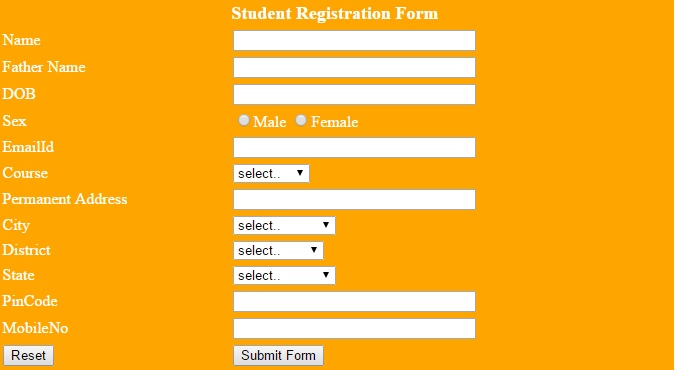 Student Registration Form
Name
Father Name
DOB
Sex Male Female
EmailId
Course select..
Permanent Address
City select..
District select..
State select..
PinCode
MobileNo
Reset Submit Form